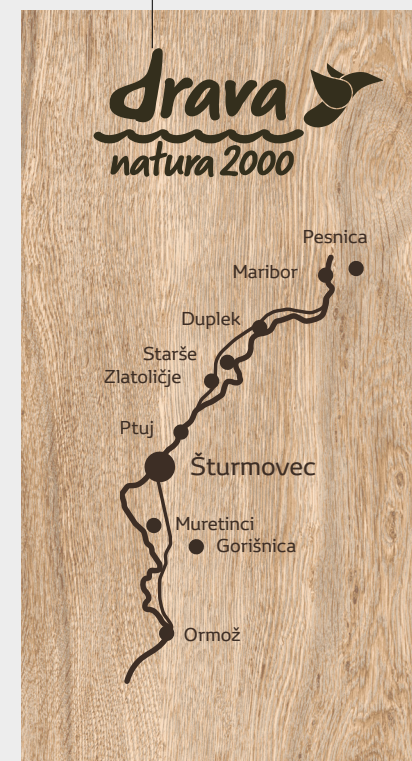 drava
natura 2000
Pesnica
Maribor
Duplek
Starše
Zlatoličje
Ptuj
Šturmovec
Muretinci
Gorišnica
Ormož